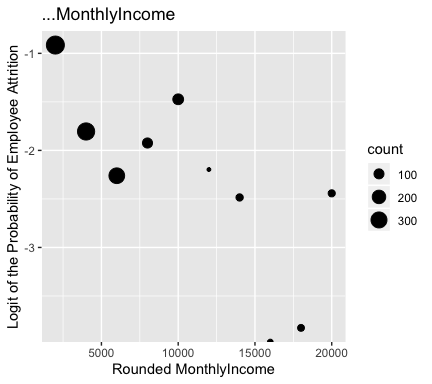 ...MonthlyIncome
Logit of the Probability of Employee Attrition
-1
-2
-3
5000 10000 15000 20000
Rounded MonthlyIncome
count
100
200
300